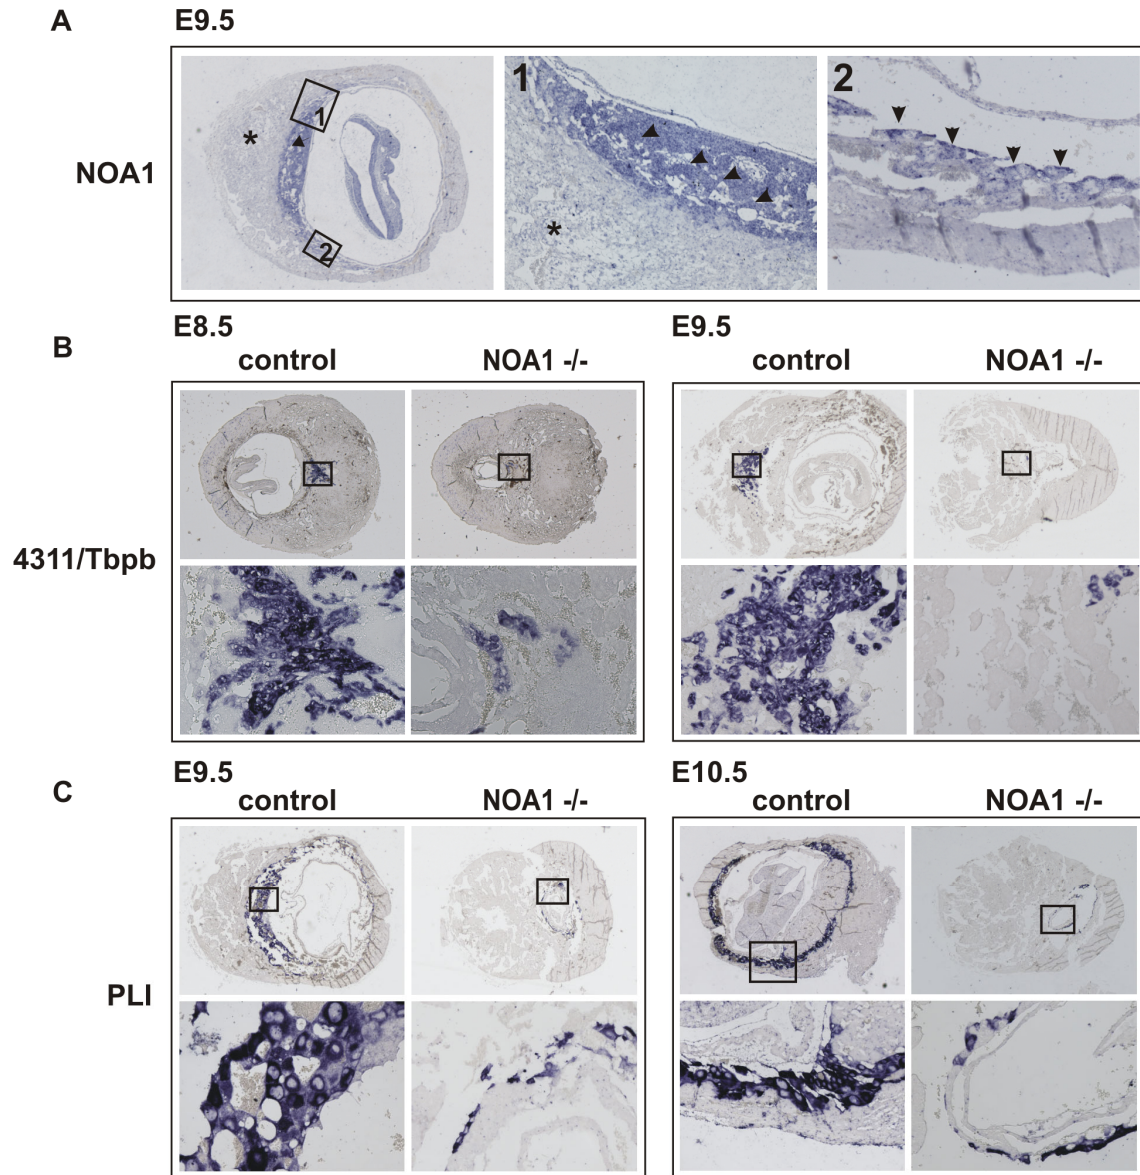 A E9.5
NOA1
1
2
*
1
*
2
B
E8.5
control NOA1 -/-
E9.5
control NOA1 -/-
4311/Tbpb
C
E9.5
control NOA1 -/-
E10.5
control NOA1 -/-
PLI